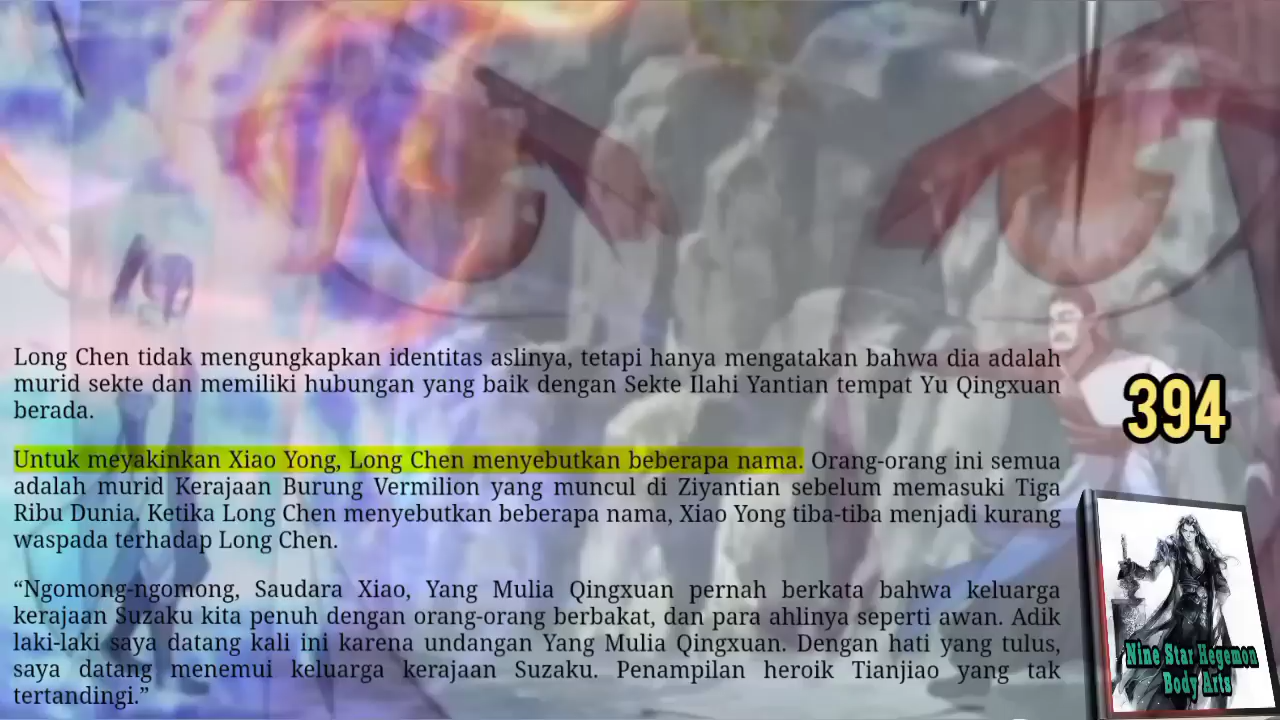 Long Chen tidak mengungkapkan identitas aslinya, tetapi hanya mengatakan bahwa dia adalah
murid sekte dan memiliki hubungan yang baik dengan Sekte Ilahi Yantian tempat Yu Qingxuan
berada.
Untuk meyakinkan Xiao Yong, Long Chen menyebutkan beberapa nama. Orang-orang ini semua
adalah murid Kerajaan Burung Vermilion yang muncul di Ziyantian sebelum memasuki Tiga
Ribu Dunia. Ketika Long Chen menyebutkan beberapa nama, Xiao Yong tiba-tiba menjadi kurang
waspada terhadap Long Chen.
“Ngomong-ngomong, Saudara Xiao, Yang Mulia Qingxuan pernah berkata bahwa keluarga
kerajaan Suzaku kita penuh dengan orang-orang berbakat, dan para ahlinya seperti awan. Adik
laki-laki saya datang kali ini karena undangan Yang Mulia Qingxuan. Dengan hati yang tulus,
saya datang menemui keluarga kerajaan Suzaku. Penampilan heroik Tianjiao yang tak
tertandingi.”
394
Nine Star Hegemon
Body Arts